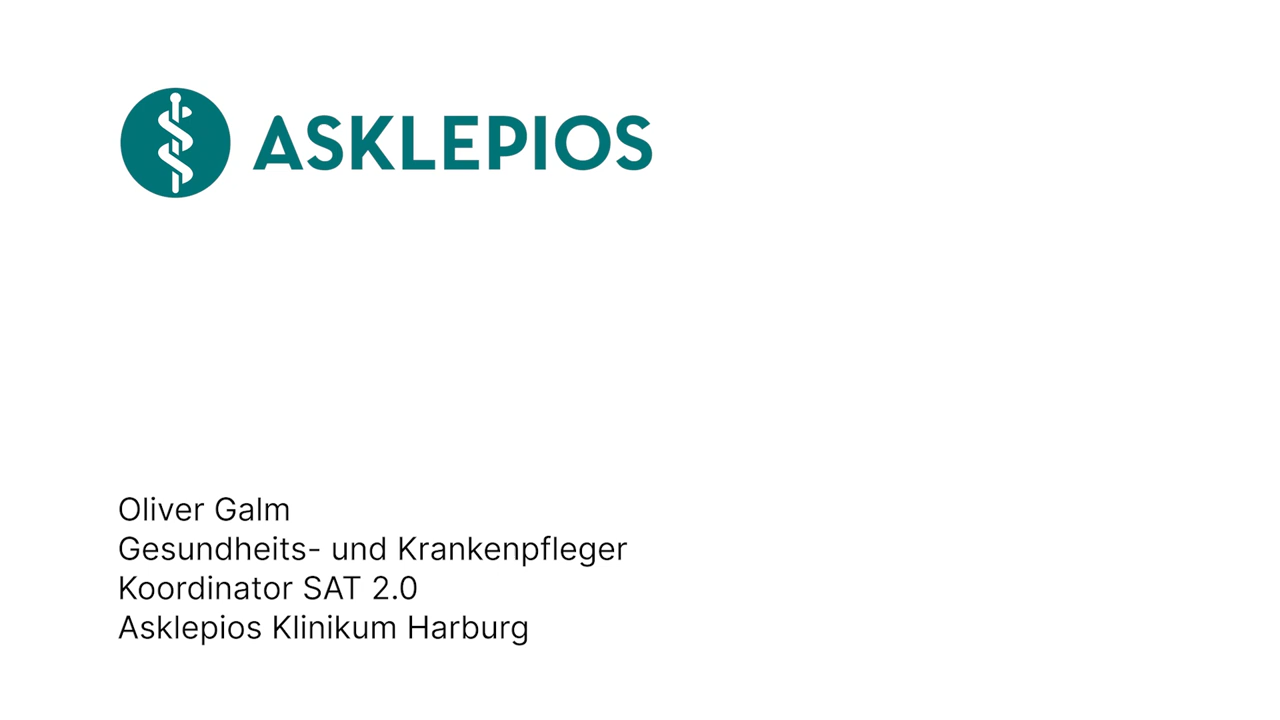 ASKLEPIOS
Oliver Galm
Gesundheits- und Krankenpfleger
Koordinator SAT 2.0
Asklepios Klinikum Harburg